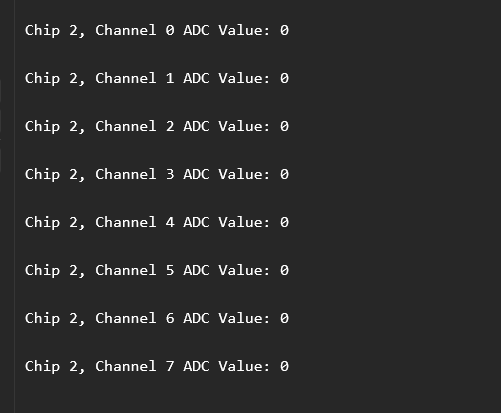 Chip 2, Channel 0 ADC Value: 0
Chip 2, Channel 1 ADC Value: 0
Chip 2, Channel 2 ADC Value: 0
Chip 2, Channel 3 ADC Value: 0
Chip 2, Channel 4 ADC Value: 0
Chip 2, Channel 5 ADC Value: 0
Chip 2, Channel 6 ADC Value: 0
Chip 2, Channel 7 ADC Value: 0